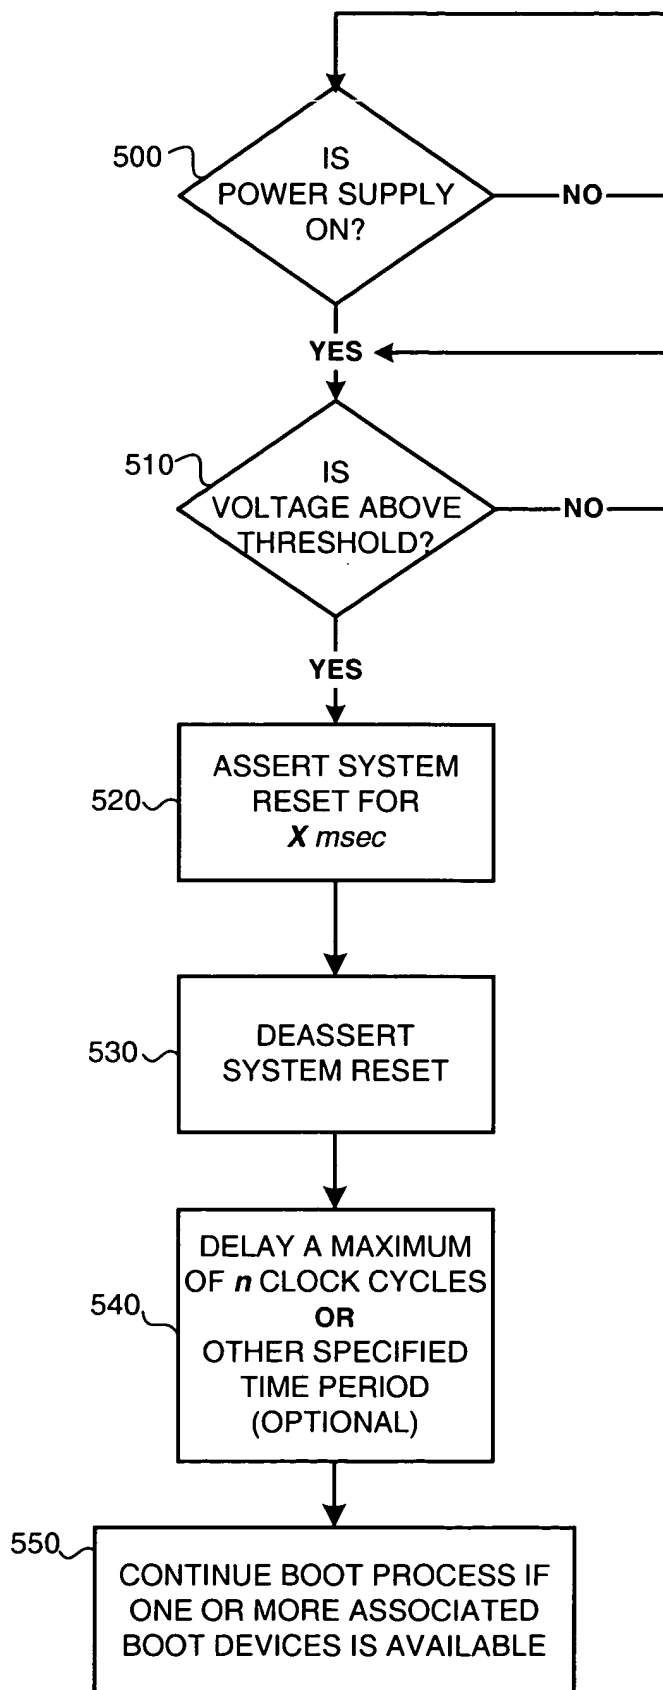 500
IS
POWER SUPPLY
ON?
NO
YES
510
IS
VOLTAGE ABOVE
THRESHOLD?
NO
YES
520
ASSERT SYSTEM
RESET FOR
X msec
530
DEASSERT
SYSTEM RESET
540
DELAY A MAXIMUM
OF n CLOCK CYCLES
OR
OTHER SPECIFIED
TIME PERIOD
(OPTIONAL)
550
CONTINUE BOOT PROCESS IF
ONE OR MORE ASSOCIATED
BOOT DEVICES IS AVAILABLE